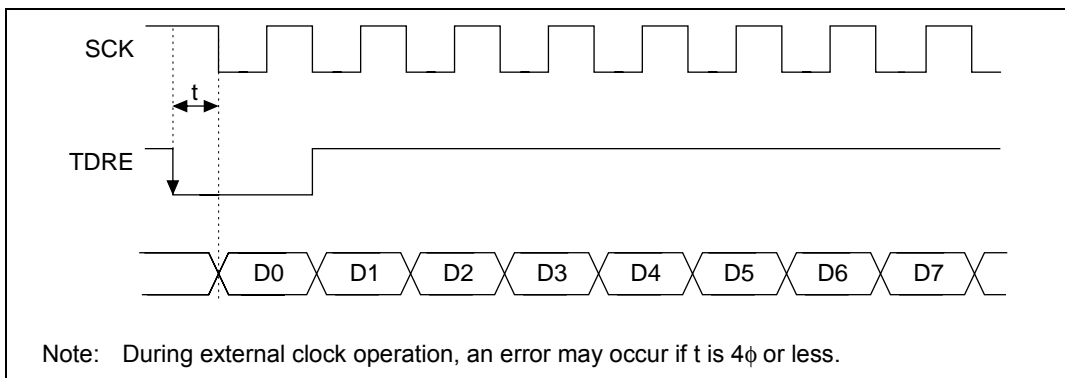 SCK
t
TDRE
D0 D1 D2 D3 D4 D5 D6 D7
Note: During external clock operation, an error may occur if t is 4ϕ or less.